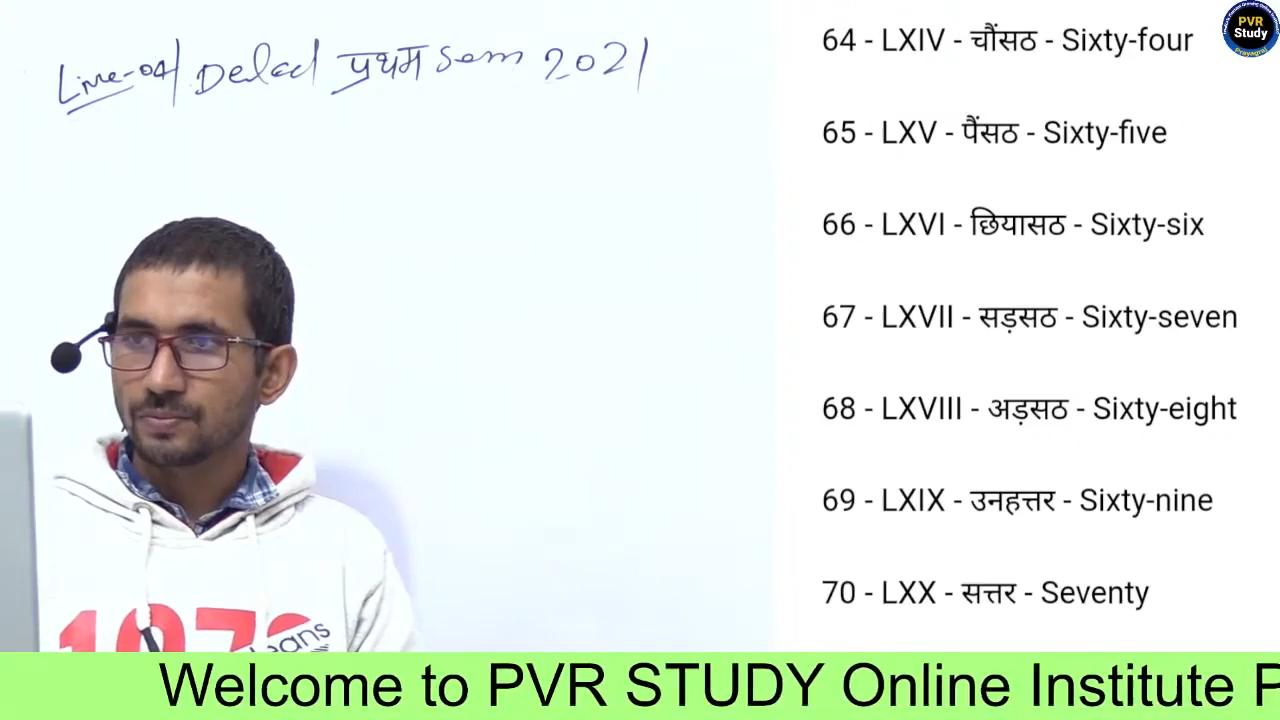 Live-04 Deled प्रथम Sem 2021
64 - LXIV - चौंसठ - Sixty-four
65 - LXV - पैंसठ - Sixty-five
66 - LXVI - छियासठ - Sixty-six
67 - LXVII - सड़सठ - Sixty-seven
68 - LXVIII - अड़सठ - Sixty-eight
69 - LXIX - उनहत्तर - Sixty-nine
70 - LXX - सत्तर - Seventy
PVR
Study
Prayagraj
eans
Welcome to PVR STUDY Online Institute P